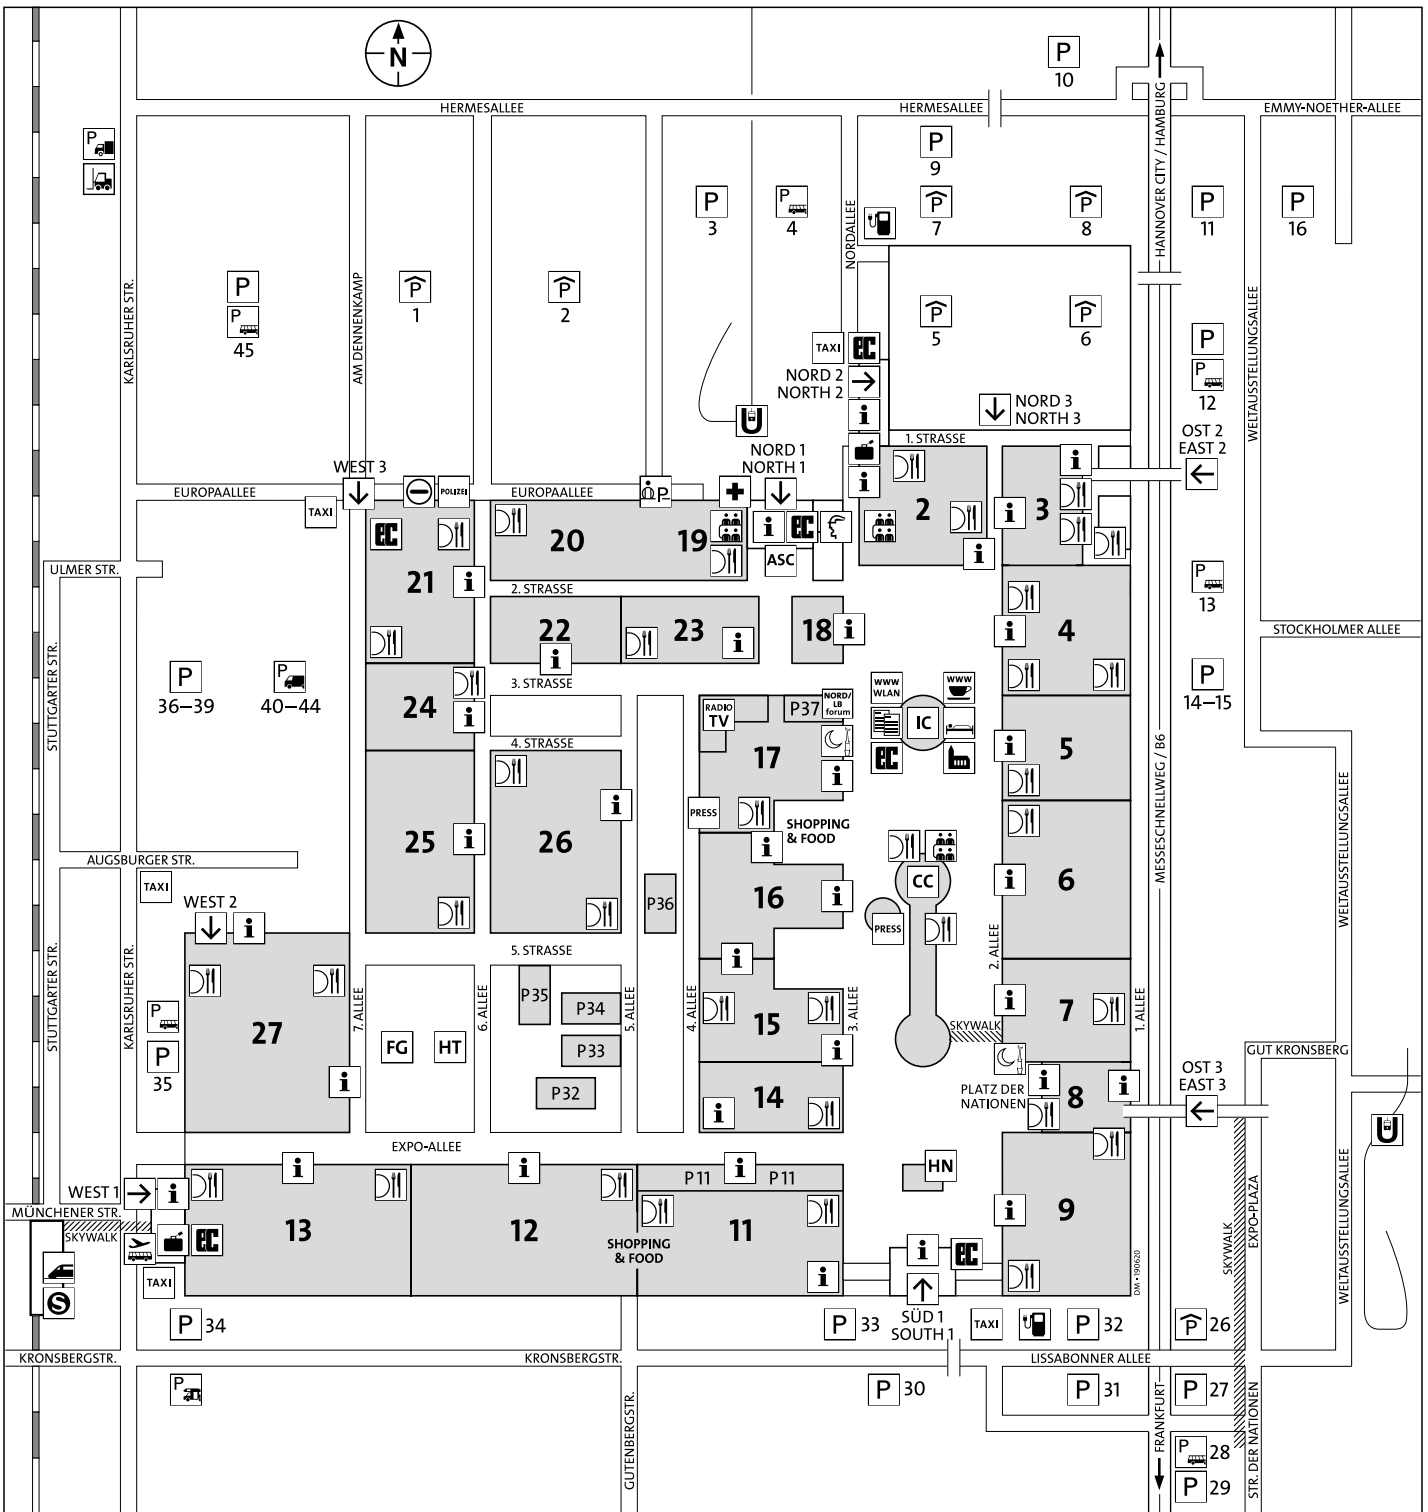 N
P
10
HERMESALLEE
HERMESALLEE
EMMY-NOETHER-ALLEE
HANNOVER CITY / HAMBURG
P
P
9
P
3
P
4
NORDALLEE
P
7
P
8
P
11
P
16
KARLSRUHER STR.
P
P
45
AM DENNENKAMP
P
1
P
2
P
5
P
6
WELTAUSSTELLUNGSALLEE
TAXI
EC
NORD 2
NORTH 2
i
NORD 3
NORTH 3
P
P
12
U
NORD 1
NORTH 1
1. STRASSE
OST 2
EAST 2
WEST 3
EUROPAALLEE
POLIZEI
EUROPAALLEE
P
TAXI
EC
20
19
i
EC
ASC
i
2
i
i
i
3
ULMER STR.
21
i
2. STRASSE
P
13
22
i
23
i
18
i
i
4
STOCKHOLMER ALLEE
STUTTGARTER STR.
P
36–39
P
40–44
3. STRASSE
24
i
RADIO
TV
P37
NORD/
LB
forum
WWW
WLAN
WWW
IC
EC
P
14–15
4. STRASSE
17
i
i
5
MESSESCHNELLWEG / B6
WELTAUSSTELLUNGSALLEE
25
i
26
i
PRESS
SHOPPING
& FOOD
i
AUGSBURGER STR.
TAXI
CC
i
6
WEST 2
i
P36
16
i
PRESS
2. ALLEE
5. STRASSE
i
STUTTGARTER STR.
KARLSRUHER STR.
P
P
35
27
i
7. ALLEE
FG
HT
6. ALLEE
P35
P34
P33
P32
5. ALLEE
4. ALLEE
15
i
3. ALLEE
SKYWALK
i
7
1. ALLEE
GUT KRONSBERG
i
14
PLATZ DER
NATIONEN
i
8
i
OST 3
EAST 3
U
EXPO-ALLEE
WEST 1
i
MÜNCHENER STR.
SKYWALK
EC
i
13
i
12
P11
i
P11
11
SHOPPING
& FOOD
i
HN
i
9
SKYWALK
EXPO-PLAZA
WELTAUSSTELLUNGSALLEE
S
TAXI
i
EC
DM • 190620
P 34
P 33
SÜD 1
SOUTH 1
TAXI
P 32
P 26
KRONSBERGSTR.
KRONSBERGSTR.
LISSABONNER ALLEE
P
P 30
P 31
P 27
GUTENBERGSTR.
FRANKFURT
P 28
P 29
STR. DER NATIONEN